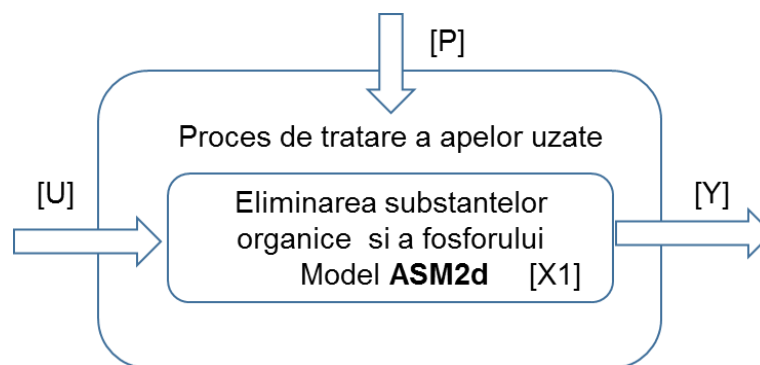 [P]
Proces de tratare a apelor uzate
[U]
Eliminarea substantelor
organice si a fosforului
Model ASM2d [X1]
[Y]